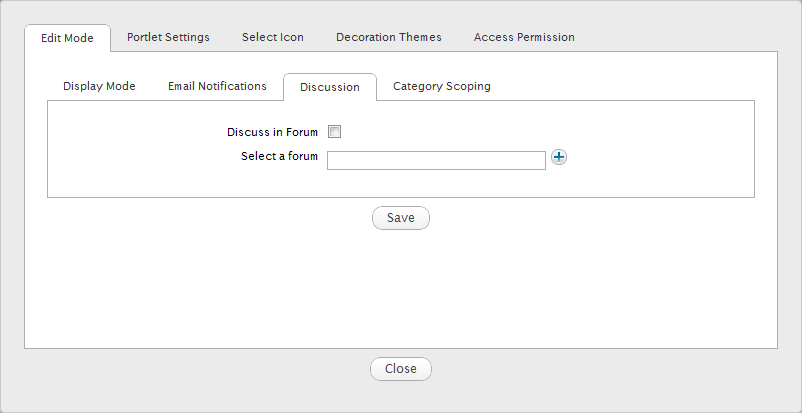 Edit Mode Portlet Settings Select Icon Decoration Themes Access Permission
Display Mode Email Notifications Discussion Category Scoping
Discuss in Forum
Select a forum
Save
Close